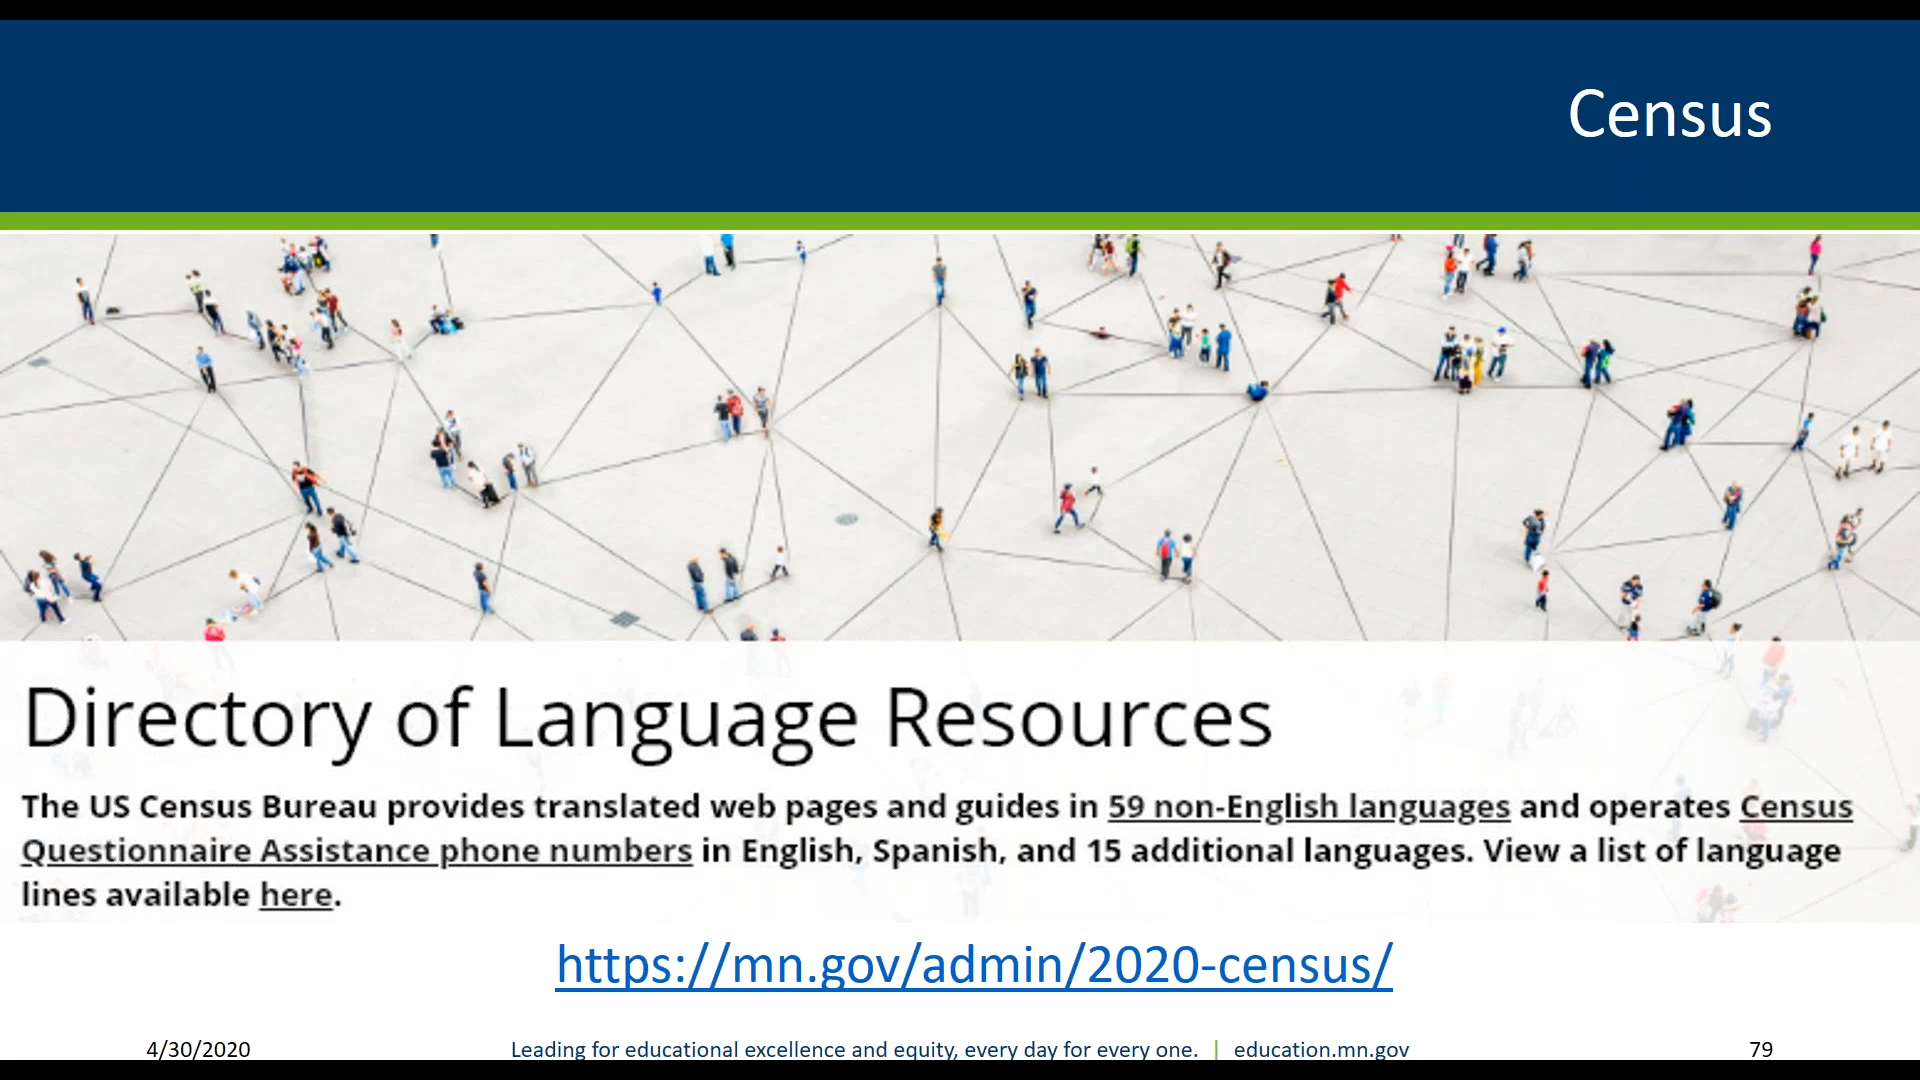 Census
Directory of Language Resources
The US Census Bureau provides translated web pages and guides in 59 non-English languages and operates Census
Questionnaire Assistance phone numbers in English, Spanish, and 15 additional languages. View a list of language
lines available here.
https://mn.gov/admin/2020-census/
4/30/2020
Leading for educational excellence and equity, every day for every one. | education.mn.gov
79